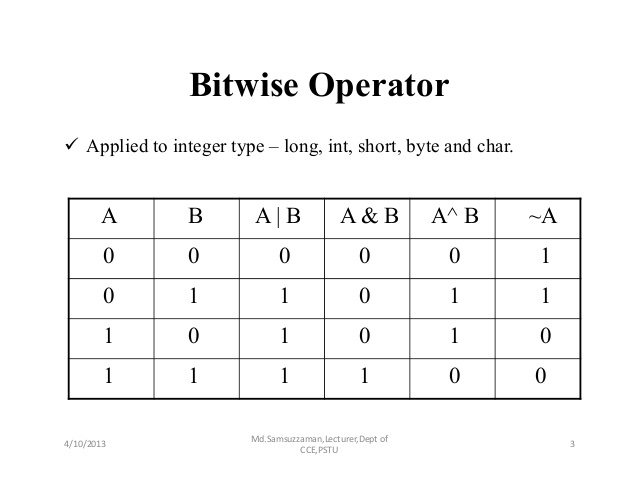 Bitwise Operator
✓ Applied to integer type – long, int, short, byte and char.
A B A | B A & B A^ B ~A
0 0 0 0 0 1
0 1 1 0 1 1
1 0 1 0 1 0
1 1 1 1 0 0
4/10/2013 Md.Samsuzzaman,Lecturer,Dept of 3
CCE,PSTU